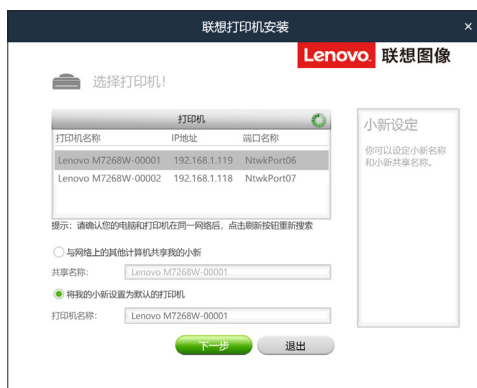 联想打印机安装
×
Lenovo. 联想图像
选择打印机!
打印机
打印机名称 IP地址 端口名称
Lenovo M7268W-00001 192.168.1.119 NtwkPort06
Lenovo M7268W-00002 192.168.1.118 NtwkPort07
提示: 请确认您的电脑和打印机在同一网络后，点击刷新按钮重新搜索
与网络上的其他计算机共享我的小新
共享名称: Lenovo M7268W-00001
将我的小新设置为默认的打印机
打印机名称: Lenovo M7268W-00001
下一步 退出
小新设定
你可以设定小新名称
和小新共享名称。